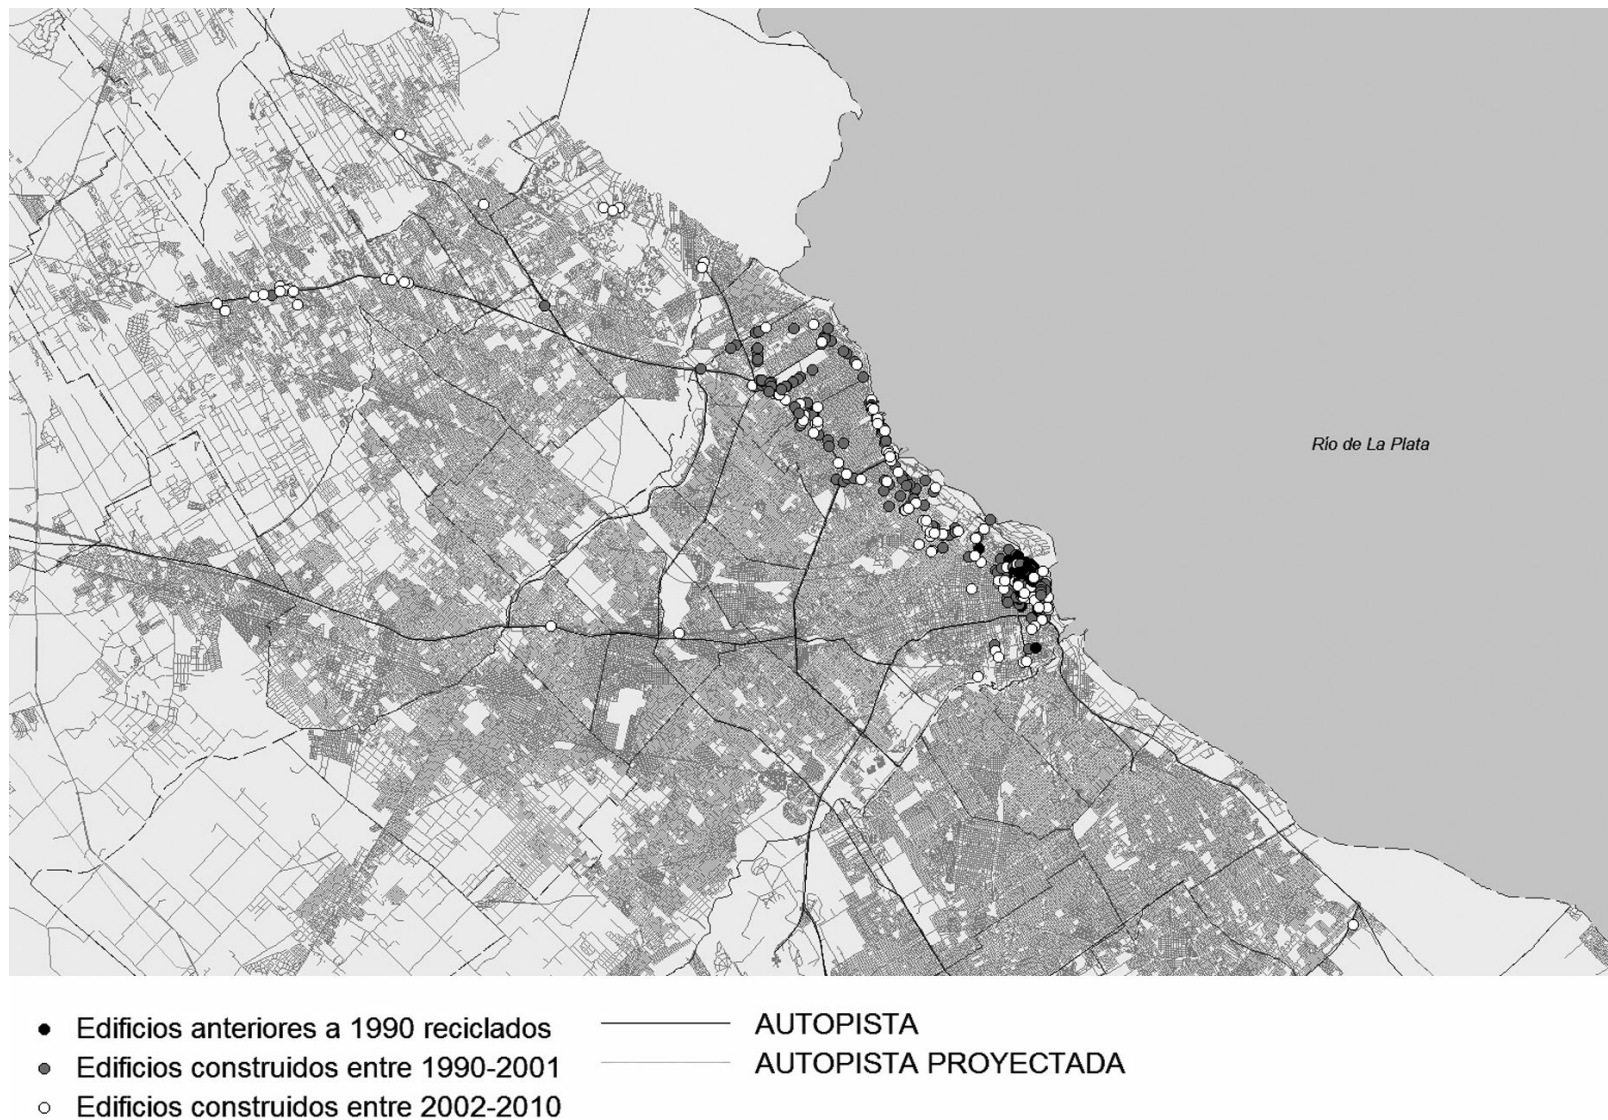 Río de La Plata
Edificios anteriores a 1990 reciclados
Edificios construidos entre 1990-2001
Edificios construidos entre 2002-2010
AUTOPISTA
AUTOPISTA PROYECTADA